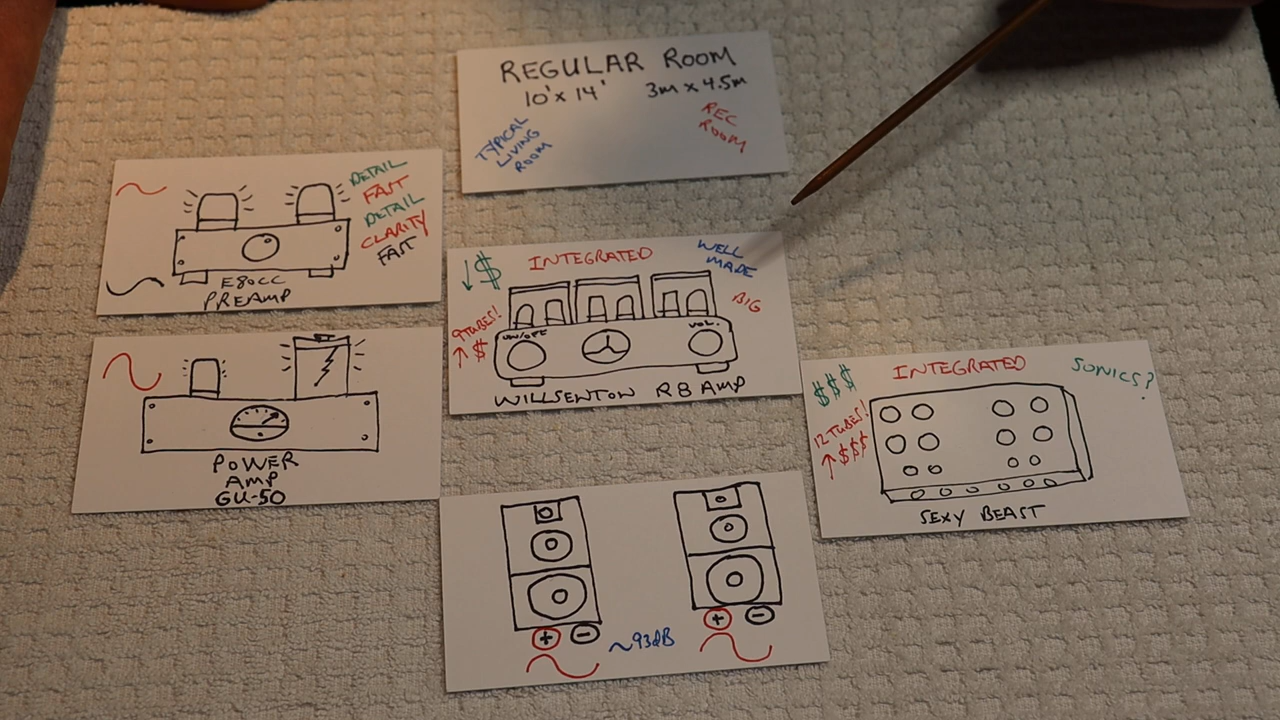 REGULAR ROOM
10' x 14'   3m x 4.5m
TYPICAL
LIVING
ROOM
REC
ROOM
DETAIL
FAST
DETAIL
CLARITY
FAST
E80CC
PREAMP
↓$
INTEGRATED
WELL
MADE
BIG
9 TUBES!
↑$
ON/OFF
VOL.
WILLSENTON R8 AMP
POWER
AMP
GU-50
$$$
INTEGRATED
SONICS?
12 TUBES!
↑$$$
SEXY BEAST
+ − ~93dB + −